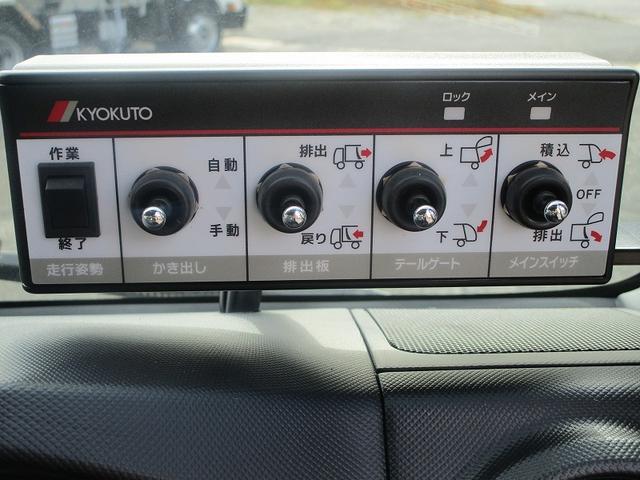 KYOKUTO
ロック
メイン
作業
終了
走行姿勢
自動
手動
かき出し
排出
戻り
排出板
上
下
テールゲート
積込
OFF
排出
メインスイッチ